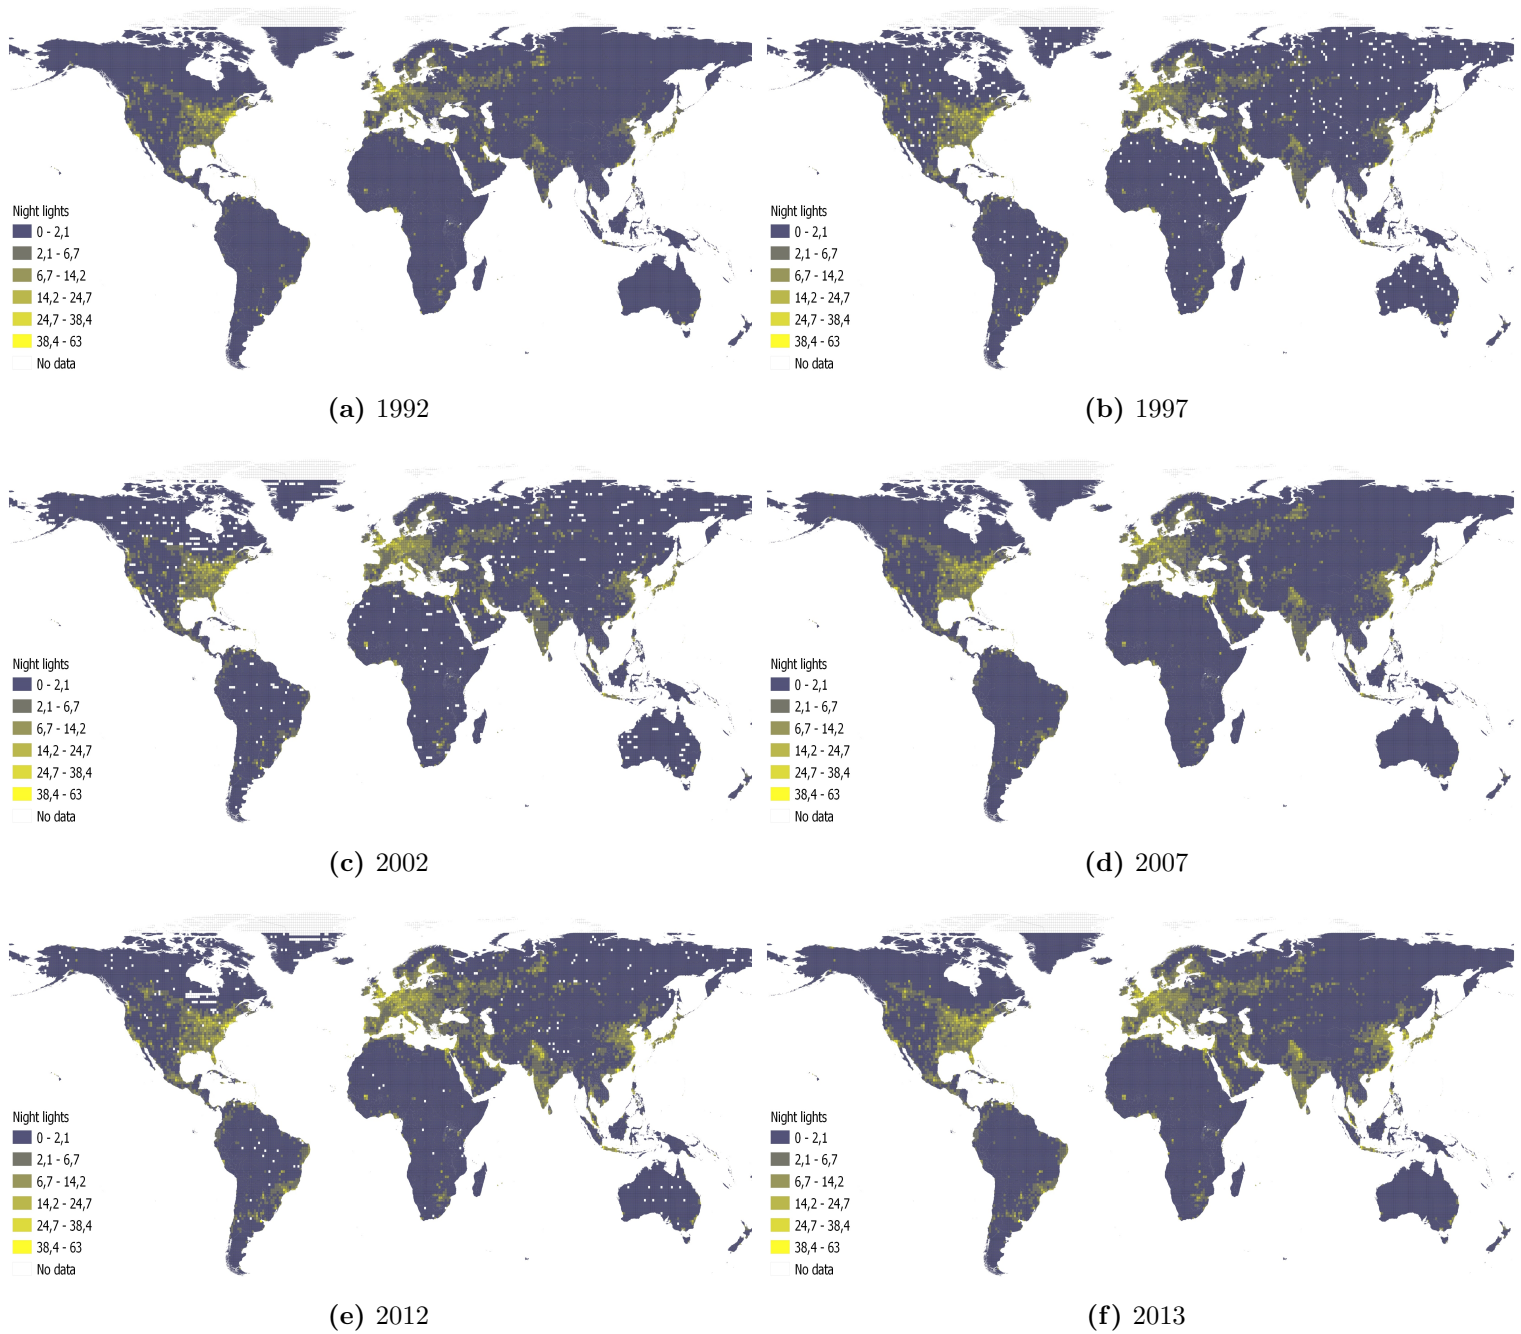 Night lights
0 - 2,1
2,1 - 6,7
6,7 - 14,2
14,2 - 24,7
24,7 - 38,4
38,4 - 63
No data
(a) 1992
Night lights
0 - 2,1
2,1 - 6,7
6,7 - 14,2
14,2 - 24,7
24,7 - 38,4
38,4 - 63
No data
(b) 1997
Night lights
0 - 2,1
2,1 - 6,7
6,7 - 14,2
14,2 - 24,7
24,7 - 38,4
38,4 - 63
No data
(c) 2002
Night lights
0 - 2,1
2,1 - 6,7
6,7 - 14,2
14,2 - 24,7
24,7 - 38,4
38,4 - 63
No data
(d) 2007
Night lights
0 - 2,1
2,1 - 6,7
6,7 - 14,2
14,2 - 24,7
24,7 - 38,4
38,4 - 63
No data
(e) 2012
Night lights
0 - 2,1
2,1 - 6,7
6,7 - 14,2
14,2 - 24,7
24,7 - 38,4
38,4 - 63
No data
(f) 2013